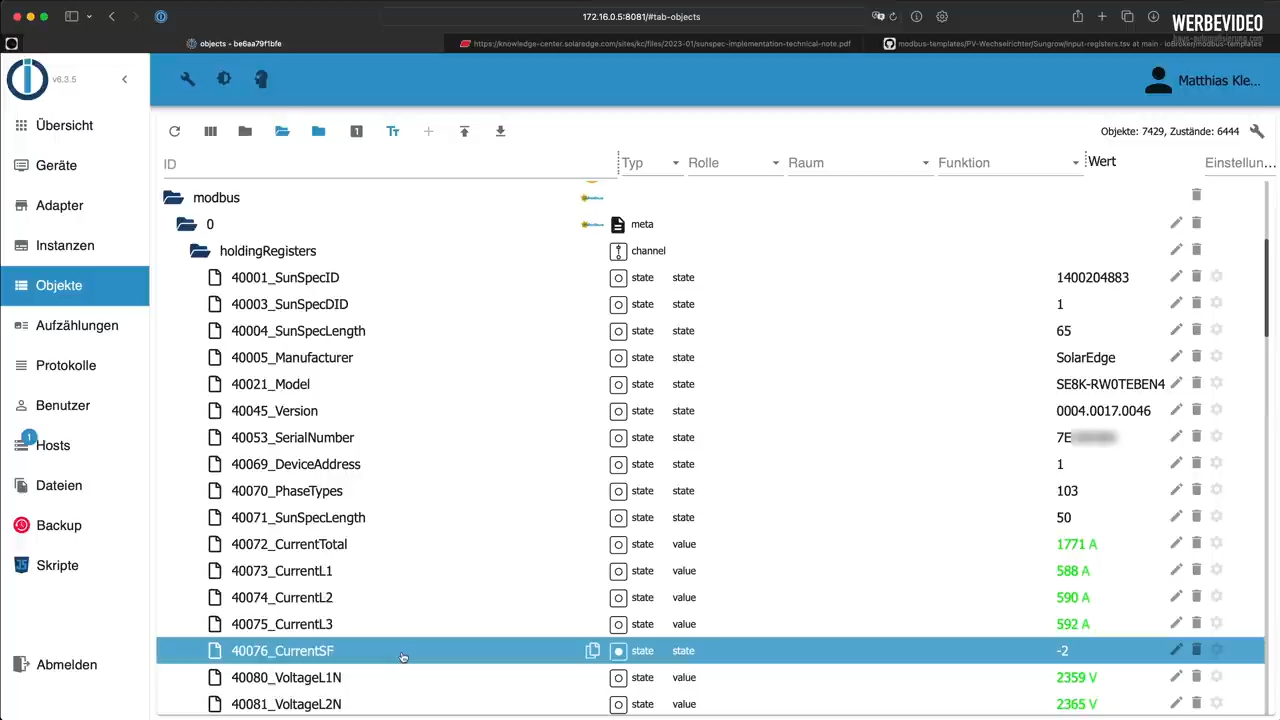 172.16.0.5:8081/#tab-objects
WERBEVIDEO
haus-automatisierung.com
objects - be6aa79f1bfe
https://knowledge-center.solaredge.com/sites/kc/files/2023-01/sunspec-implementation-technical-note.pdf
modbus-templates/PV-Wechselrichter/Sungrow/input-registers.tsv at main · ioBroker/modbus-templates
v6.3.5
Matthias Kle...
Übersicht
Geräte
Adapter
Instanzen
Objekte
Aufzählungen
Protokolle
Benutzer
1
Hosts
Dateien
Backup
Skripte
Abmelden
1 Tт
Objekte: 7429, Zustände: 6444
ID Typ Rolle Raum Funktion Wert Einstellun...
modbus
0 meta
holdingRegisters channel
40001_SunSpecID state state 1400204883
40003_SunSpecDID state state 1
40004_SunSpecLength state state 65
40005_Manufacturer state state SolarEdge
40021_Model state state SE8K-RW0TEBEN4
40045_Version state state 0004.0017.0046
40053_SerialNumber state state 7E
40069_DeviceAddress state state 1
40070_PhaseTypes state state 103
40071_SunSpecLength state state 50
40072_CurrentTotal state value 1771 A
40073_CurrentL1 state value 588 A
40074_CurrentL2 state value 590 A
40075_CurrentL3 state value 592 A
40076_CurrentSF state state -2
40080_VoltageL1N state value 2359 V
40081_VoltageL2N state value 2365 V